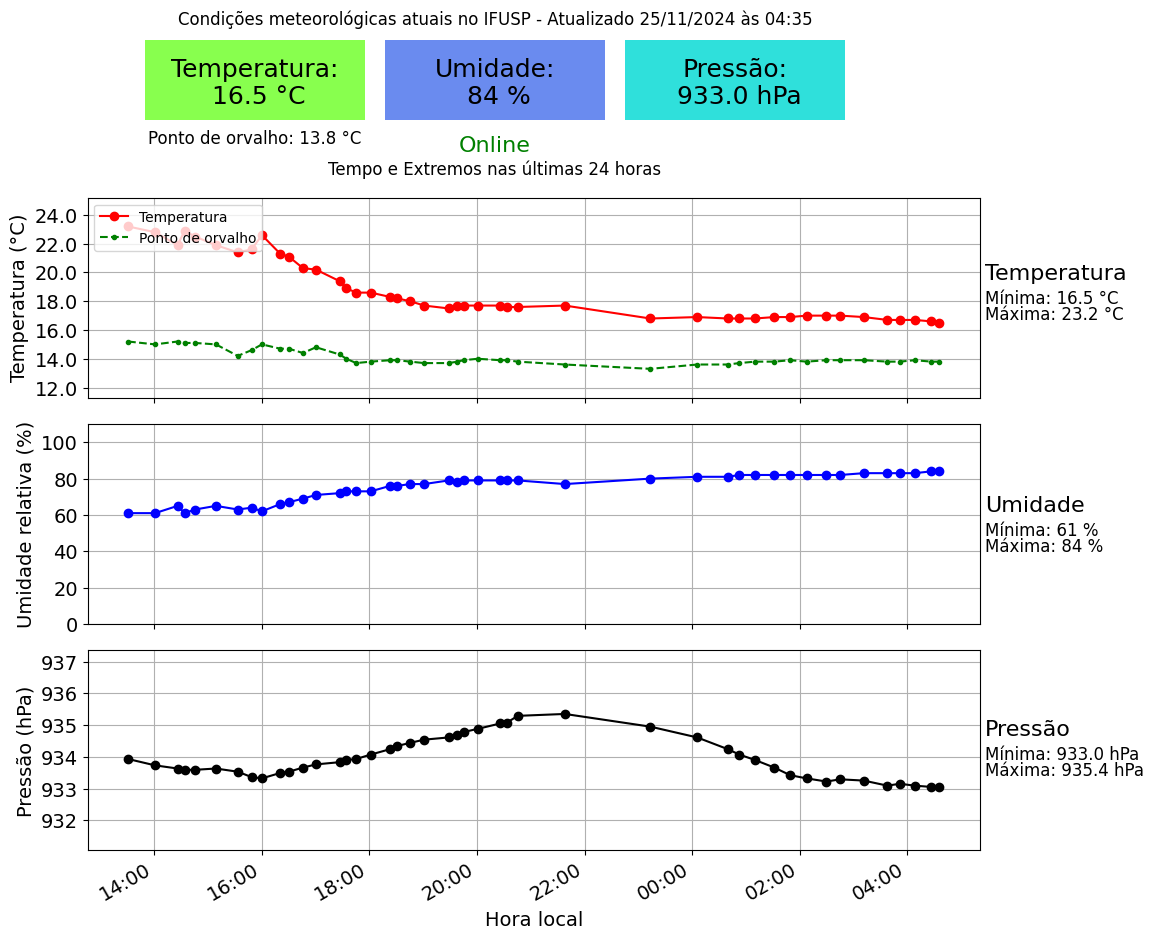 Condições meteorológicas atuais no IFUSP - Atualizado 25/11/2024 às 04:35
Temperatura:
16.5 °C
Umidade:
84 %
Pressão:
933.0 hPa
Ponto de orvalho: 13.8 °C
Online
Tempo e Extremos nas últimas 24 horas
Temperatura (°C)
24.0
22.0
20.0
18.0
16.0
14.0
12.0
Temperatura
Ponto de orvalho
Temperatura
Mínima: 16.5 °C
Máxima: 23.2 °C
Umidade relativa (%)
100
80
60
40
20
0
Umidade
Mínima: 61 %
Máxima: 84 %
Pressão (hPa)
937
936
935
934
933
932
Pressão
Mínima: 933.0 hPa
Máxima: 935.4 hPa
14:00
16:00
18:00
20:00
22:00
00:00
02:00
04:00
Hora local